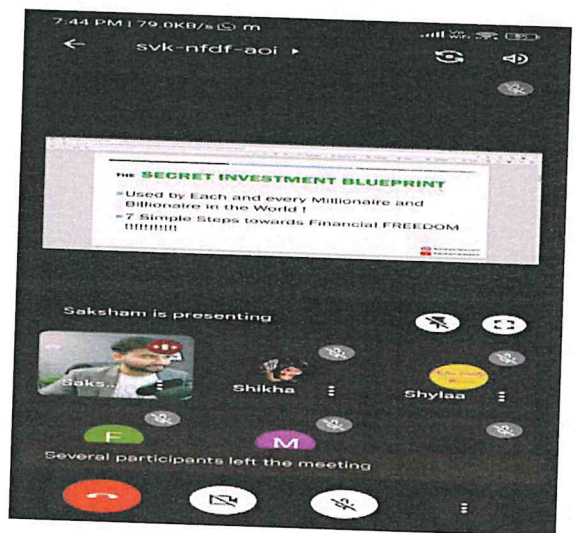 7:44 PM | 79.0KB/s m
svk-nfdf-aoi
THE SECRET INVESTMENT BLUEPRINT
Used by Each and every Millionaire and
Billionaire in the World !
7 Simple Steps towards Financial FREEDOM
!!!!!!!!!!!
Saksham is presenting
Saks...
Shikha
Shylaa
F
M
Several participants left the meeting